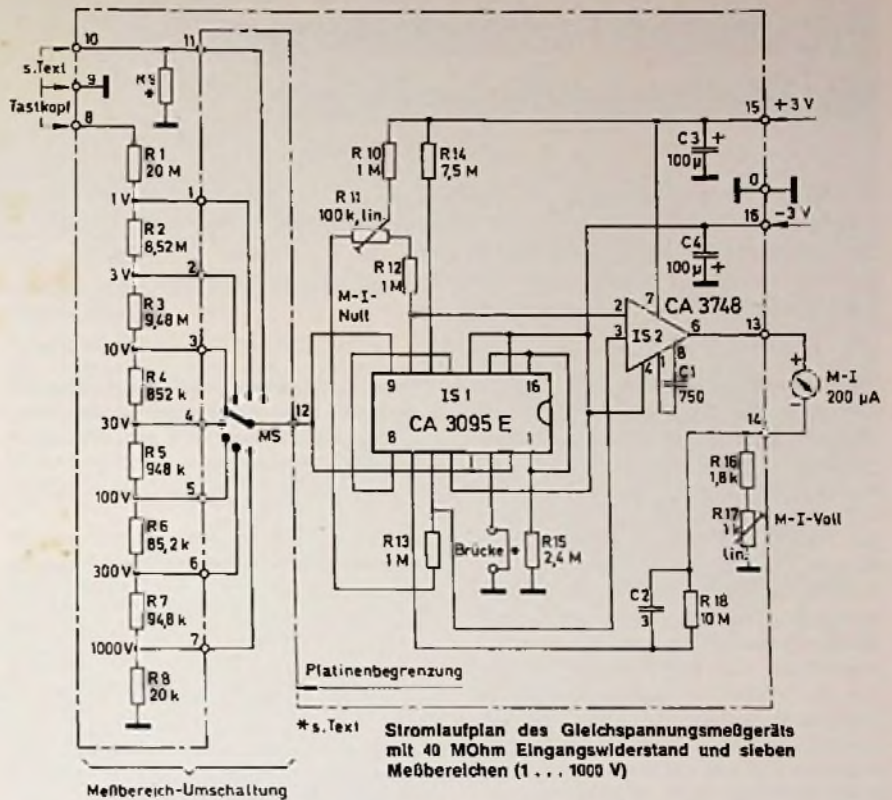 10
11
s.Text
9
R9
*
Tastkopf
8
R 1
20 M
1 V
1
R 2
8,52 M
3 V
2
R 3
9,48 M
10 V
3
R 4
852 k
30 V
4
MS
12
R 5
948 k
100 V
5
R 6
85,2 k
300 V
6
R 7
94,8 k
1000 V
7
R 8
20 k
Meßbereich-Umschaltung
R 10
1 M
R 14
7,5 M
R 11
100 k, lin.
R 12
1 M
M-I-
Null
9
16
IS 1
CA 3095 E
8
1
R13
1 M
Brücke
*
R15
2,4 M
C 3
100 µ
+
15
+ 3 V
0
16
-3 V
C 4
100 µ
+
CA 3748
2
3
7
IS 2
6
4
1
8
C 1
750
13
+
M-I
-
200 µA
14
R 16
1,8 k
R17
1 k
lin.
M-I-Voll
C 2
3
R 18
10 M
Platinenbegrenzung
* s. Text
Stromlaufplan des Gleichspannungsmeßgeräts
mit 40 MOhm Eingangswiderstand und sieben
Meßbereichen (1 . . . 1000 V)